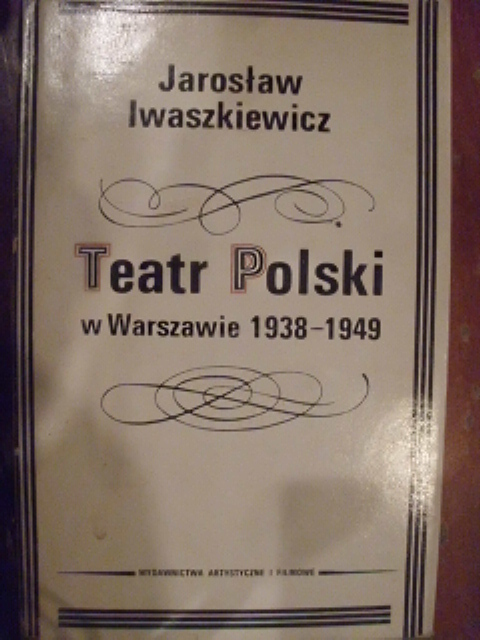 Jarosław
Iwaszkiewicz
Teatr Polski
w Warszawie 1938-1949
WYDAWNICTWA ARTYSTYCZNE I FILMOWE